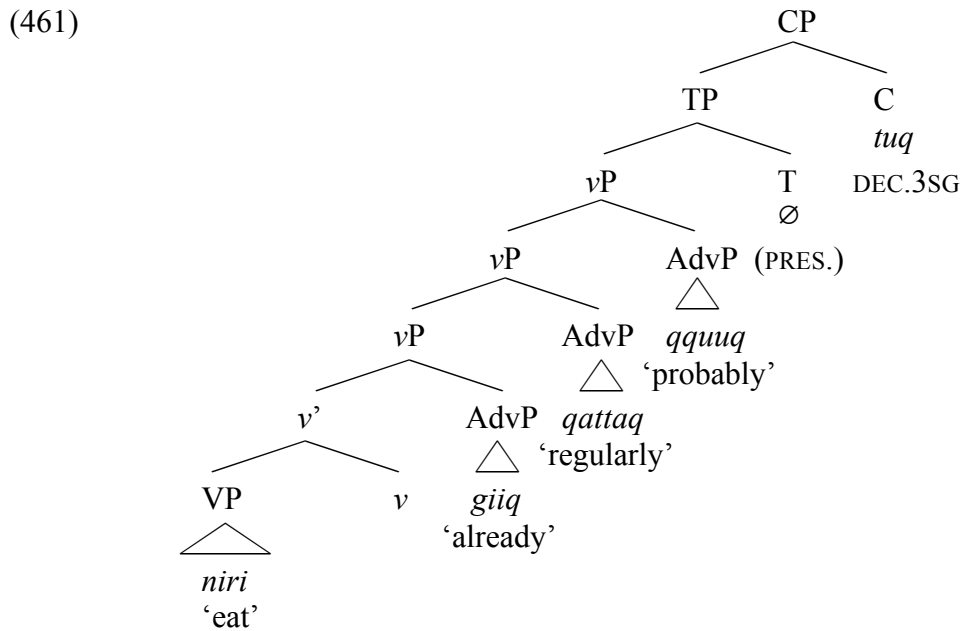 (461) CP
TP C
tuq
vP T DEC.3SG
∅
vP AdvP (PRES.)
vP AdvP qquuq
‘probably’
v’ AdvP qattaq
‘regularly’
VP v giiq
‘already’
niri
‘eat’